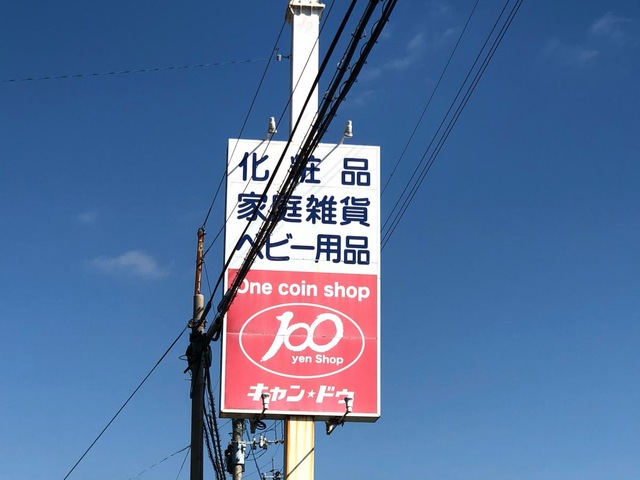 化粧品
家庭雑貨
ベビー用品
One coin shop
100
yen Shop
キャン★ドゥ